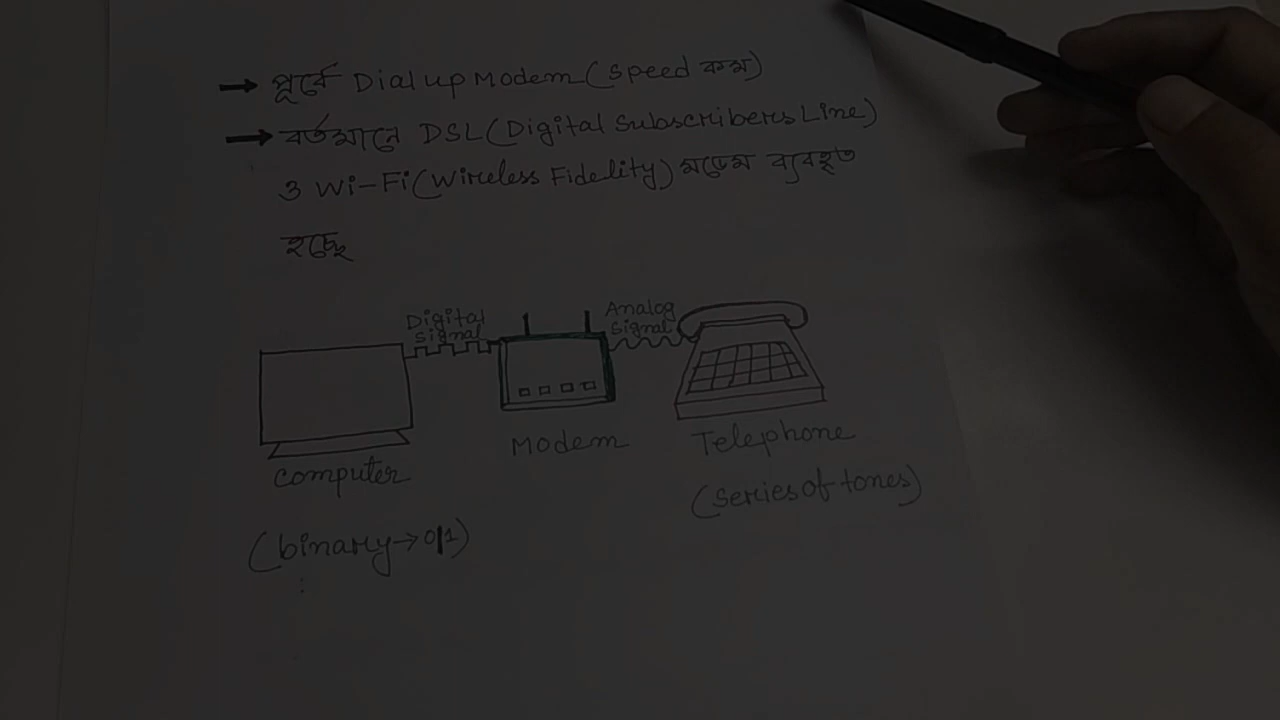 → পূর্বে Dial up Modem (Speed কম)
→ বর্তমানে DSL (Digital Subscribers Line)
ও Wi-Fi (Wireless Fidelity) মডেম ব্যবহৃত
হচ্ছে
Digital
Signal
Analog
Signal
Computer
Modem
Telephone
(binary → 0/1)
(Series of tones)